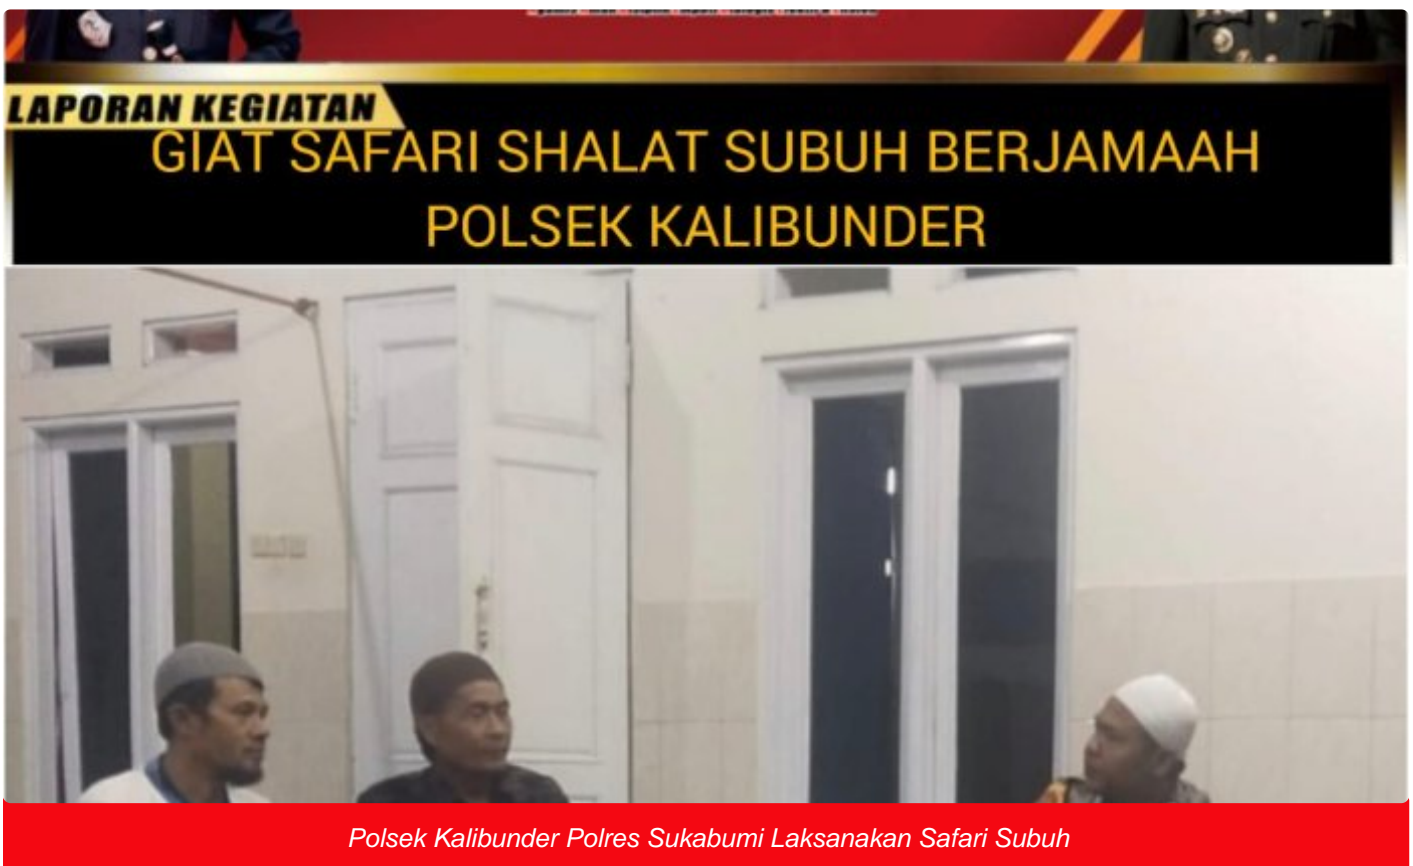 LAPORAN KEGIATAN
GIAT SAFARI SHALAT SUBUH BERJAMAAH
POLSEK KALIBUNDER
Polsek Kalibunder Polres Sukabumi Laksanakan Safari Subuh